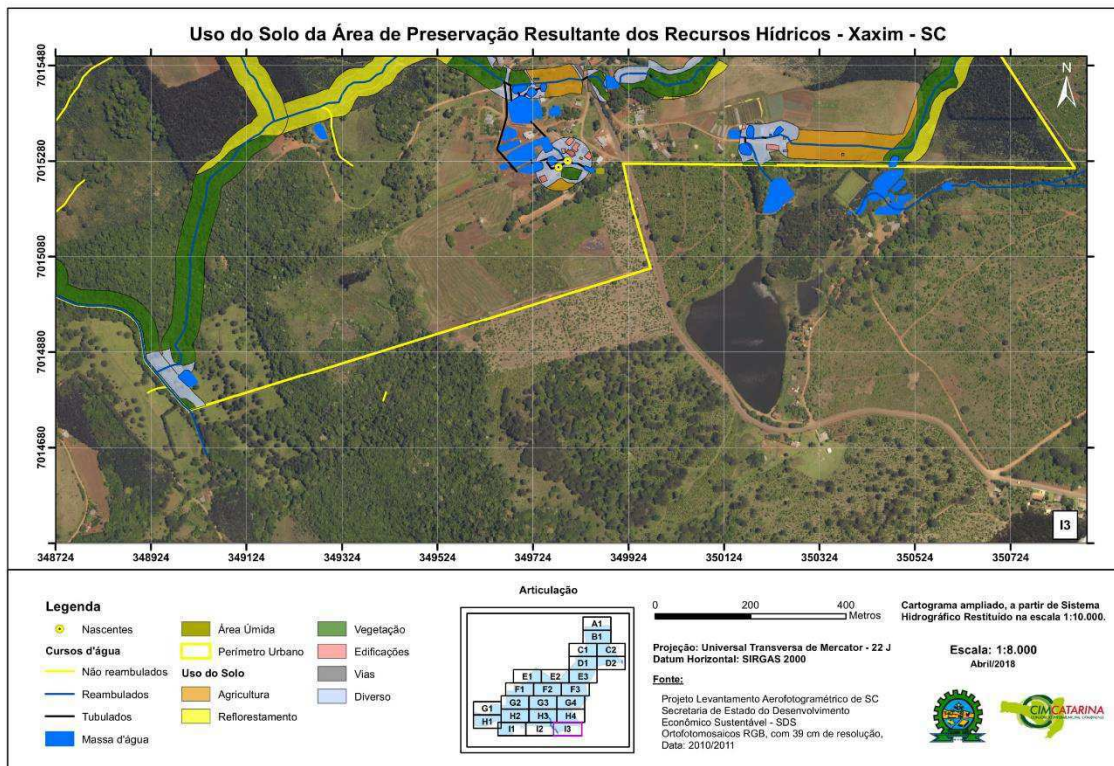 Uso do Solo da Área de Preservação Resultante dos Recursos Hídricos - Xaxim - SC
7015480
7015280
7015080
7014880
7014680
N
I3
348724 348924 349124 349324 349524 349724 349924 350124 350324 350524 350724
Legenda
Nascentes
Cursos d'água
Não reambulados
Reambulados
Tubulados
Massa d'água
Área Úmida
Perímetro Urbano
Uso do Solo
Agricultura
Reflorestamento
Vegetação
Edificações
Vias
Diverso
Articulação
A1
B1
C1 C2
D1 D2
E1 E2 E3
F1 F2 F3
G1 G2 G3 G4
H1 H2 H3 H4
I1 I2 I3
0 200 400
Metros
Projeção: Universal Transversa de Mercator - 22 J
Datum Horizontal: SIRGAS 2000
Fonte:
Projeto Levantamento Aerofotogramétrico de SC
Secretaria de Estado do Desenvolvimento
Econômico Sustentável - SDS
Ortofotomosaicos RGB, com 39 cm de resolução,
Data: 2010/2011
Cartograma ampliado, a partir de Sistema
Hidrográfico Restituído na escala 1:10.000.
Escala: 1:8.000
Abril/2018
CIMCATARINA